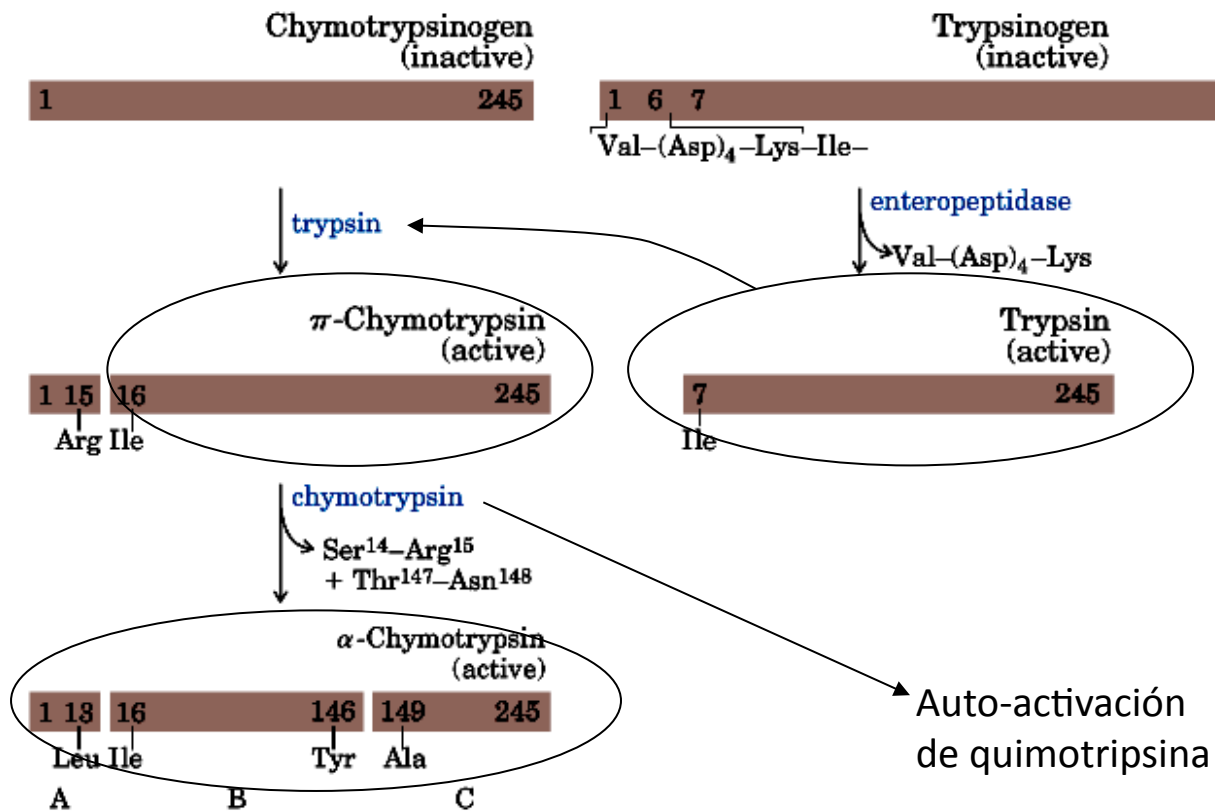 Chymotrypsinogen
(inactive)
1 245
trypsin
π-Chymotrypsin
(active)
1 15 16 245
Arg Ile
chymotrypsin
Ser¹⁴–Arg¹⁵
+ Thr¹⁴⁷–Asn¹⁴⁸
α-Chymotrypsin
(active)
1 13 16 146 149 245
Leu Ile Tyr Ala
A B C
Trypsinogen
(inactive)
1 6 7
Val–(Asp)₄–Lys–Ile–
enteropeptidase
Val–(Asp)₄–Lys
Trypsin
(active)
7 245
Ile
Auto-activación
de quimotripsina